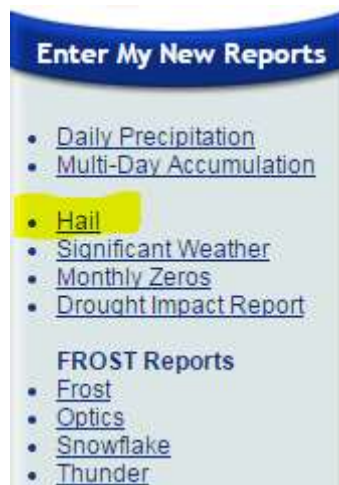 Enter My New Reports
• Daily Precipitation
• Multi-Day Accumulation
• Hail
• Significant Weather
• Monthly Zeros
• Drought Impact Report
FROST Reports
• Frost
• Optics
• Snowflake
• Thunder